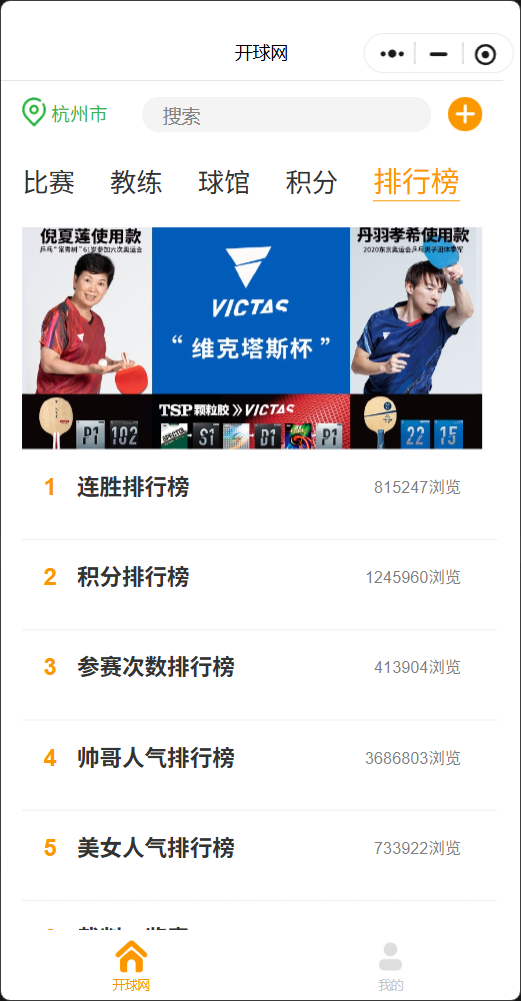 开球网
杭州市
搜索
比赛 教练 球馆 积分 排行榜
倪夏莲使用款
乒乓“常青树”61岁参加六次奥运会
丹羽孝希使用款
2020东京奥运会乒乓男子团体季军
VICTAS
“维克塔斯杯”
TSP颗粒胶》VICTAS
P1 102
SPECTOL S1 D1 P1
22 15
1 连胜排行榜 815247浏览
2 积分排行榜 1245960浏览
3 参赛次数排行榜 413904浏览
4 帅哥人气排行榜 3686803浏览
5 美女人气排行榜 733922浏览
开球网
我的